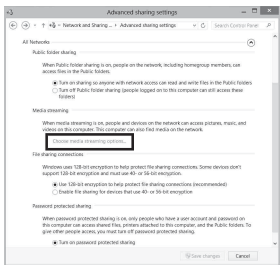 Advanced sharing settings
« Network and Sharing ... › Advanced sharing settings
Search Control Panel
All Networks
Public folder sharing
When Public folder sharing is on, people on the network, including homegroup members, can
access files in the Public folders.
Turn on sharing so anyone with network access can read and write files in the Public folders
Turn off Public folder sharing (people logged on to this computer can still access these
folders)
Media streaming
When media streaming is on, people and devices on the network can access pictures, music, and
videos on this computer. This computer can also find media on the network.
Choose media streaming options...
File sharing connections
Windows uses 128-bit encryption to help protect file sharing connections. Some devices don't
support 128-bit encryption and must use 40- or 56-bit encryption.
Use 128-bit encryption to help protect file sharing connections (recommended)
Enable file sharing for devices that use 40- or 56-bit encryption
Password protected sharing
When password protected sharing is on, only people who have a user account and password on
this computer can access shared files, printers attached to this computer, and the Public folders. To
give other people access, you must turn off password protected sharing.
Turn on password protected sharing
Save changes Cancel